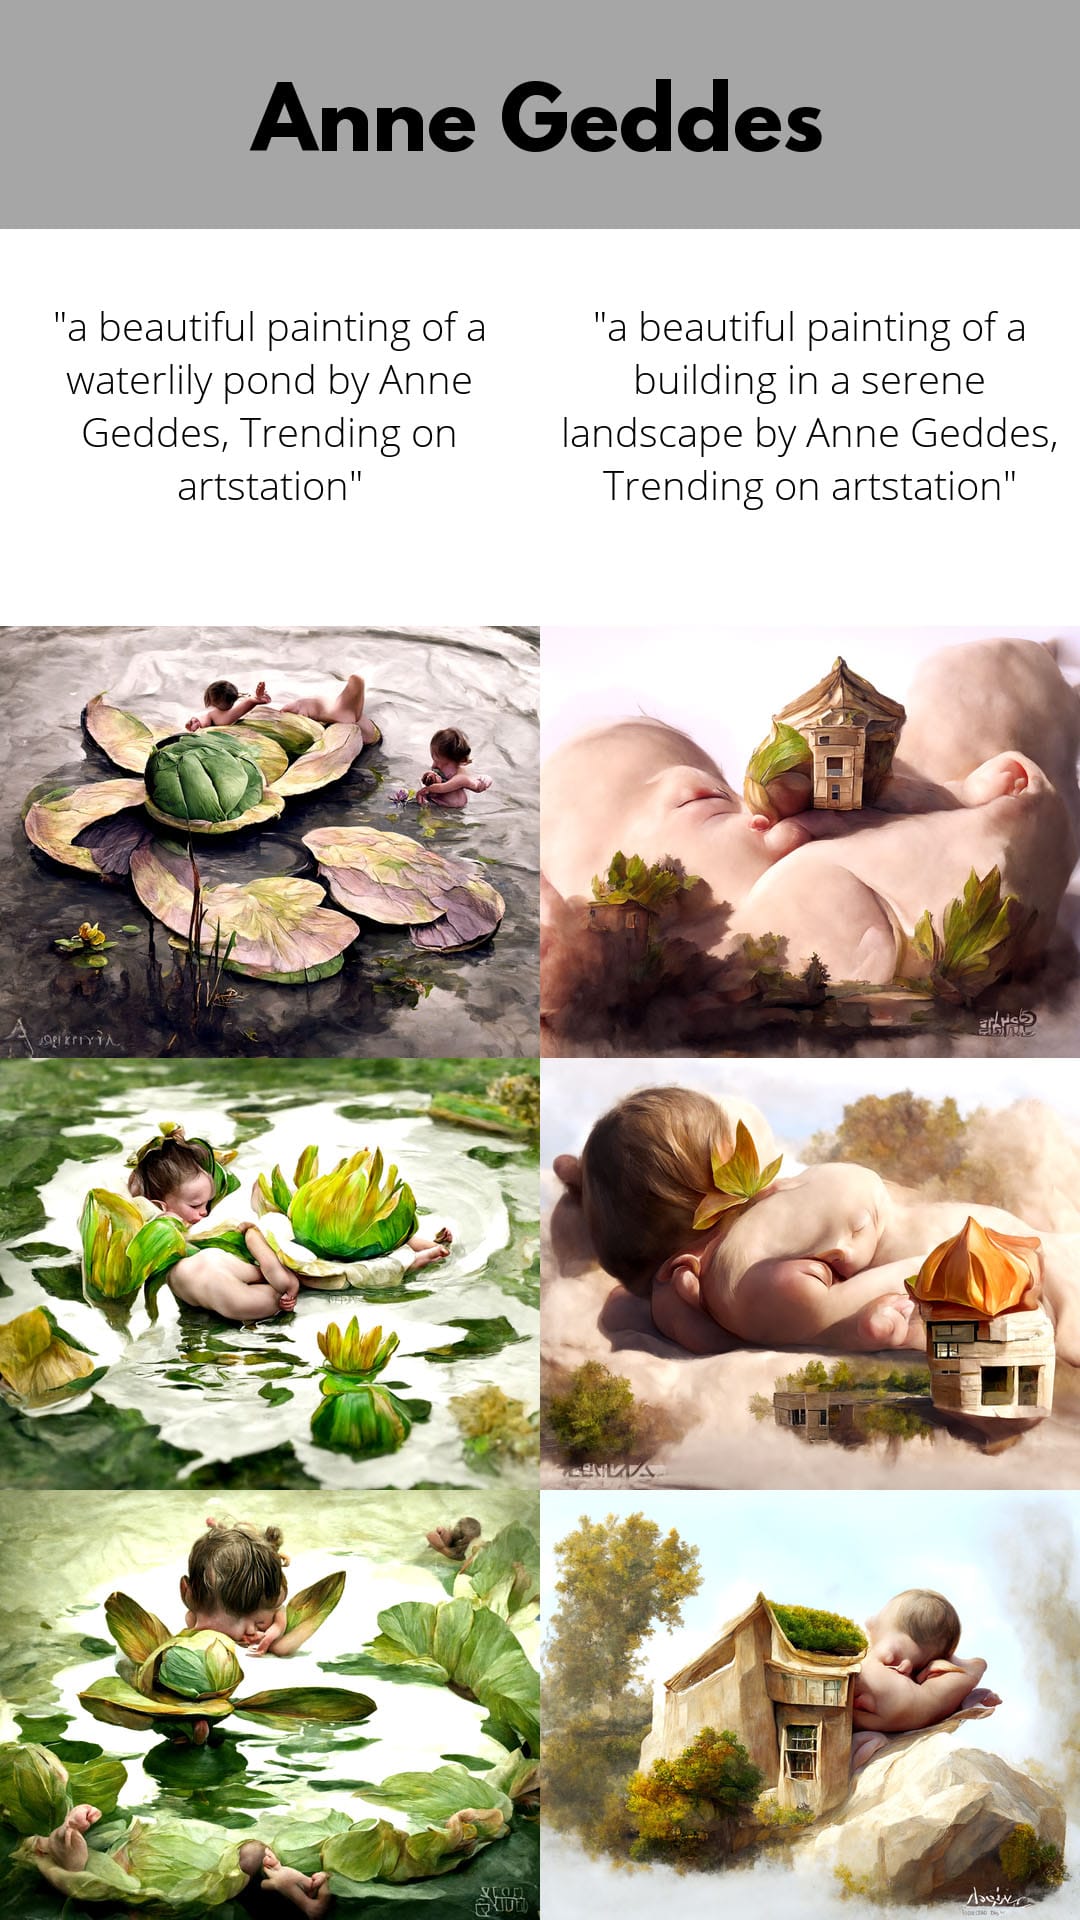 Anne Geddes
"a beautiful painting of a
waterlily pond by Anne
Geddes, Trending on
artstation"
"a beautiful painting of a
building in a serene
landscape by Anne Geddes,
Trending on artstation"